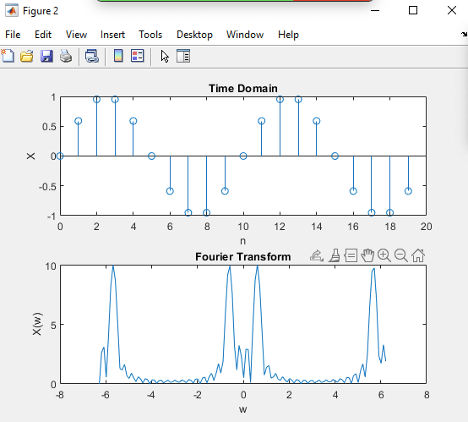 Figure 2
File Edit View Insert Tools Desktop Window Help
Time Domain
1
0.5
0
-0.5
-1
X
0 2 4 6 8 10 12 14 16 18 20
n
Fourier Transform
10
5
0
X(w)
-8 -6 -4 -2 0 2 4 6 8
w